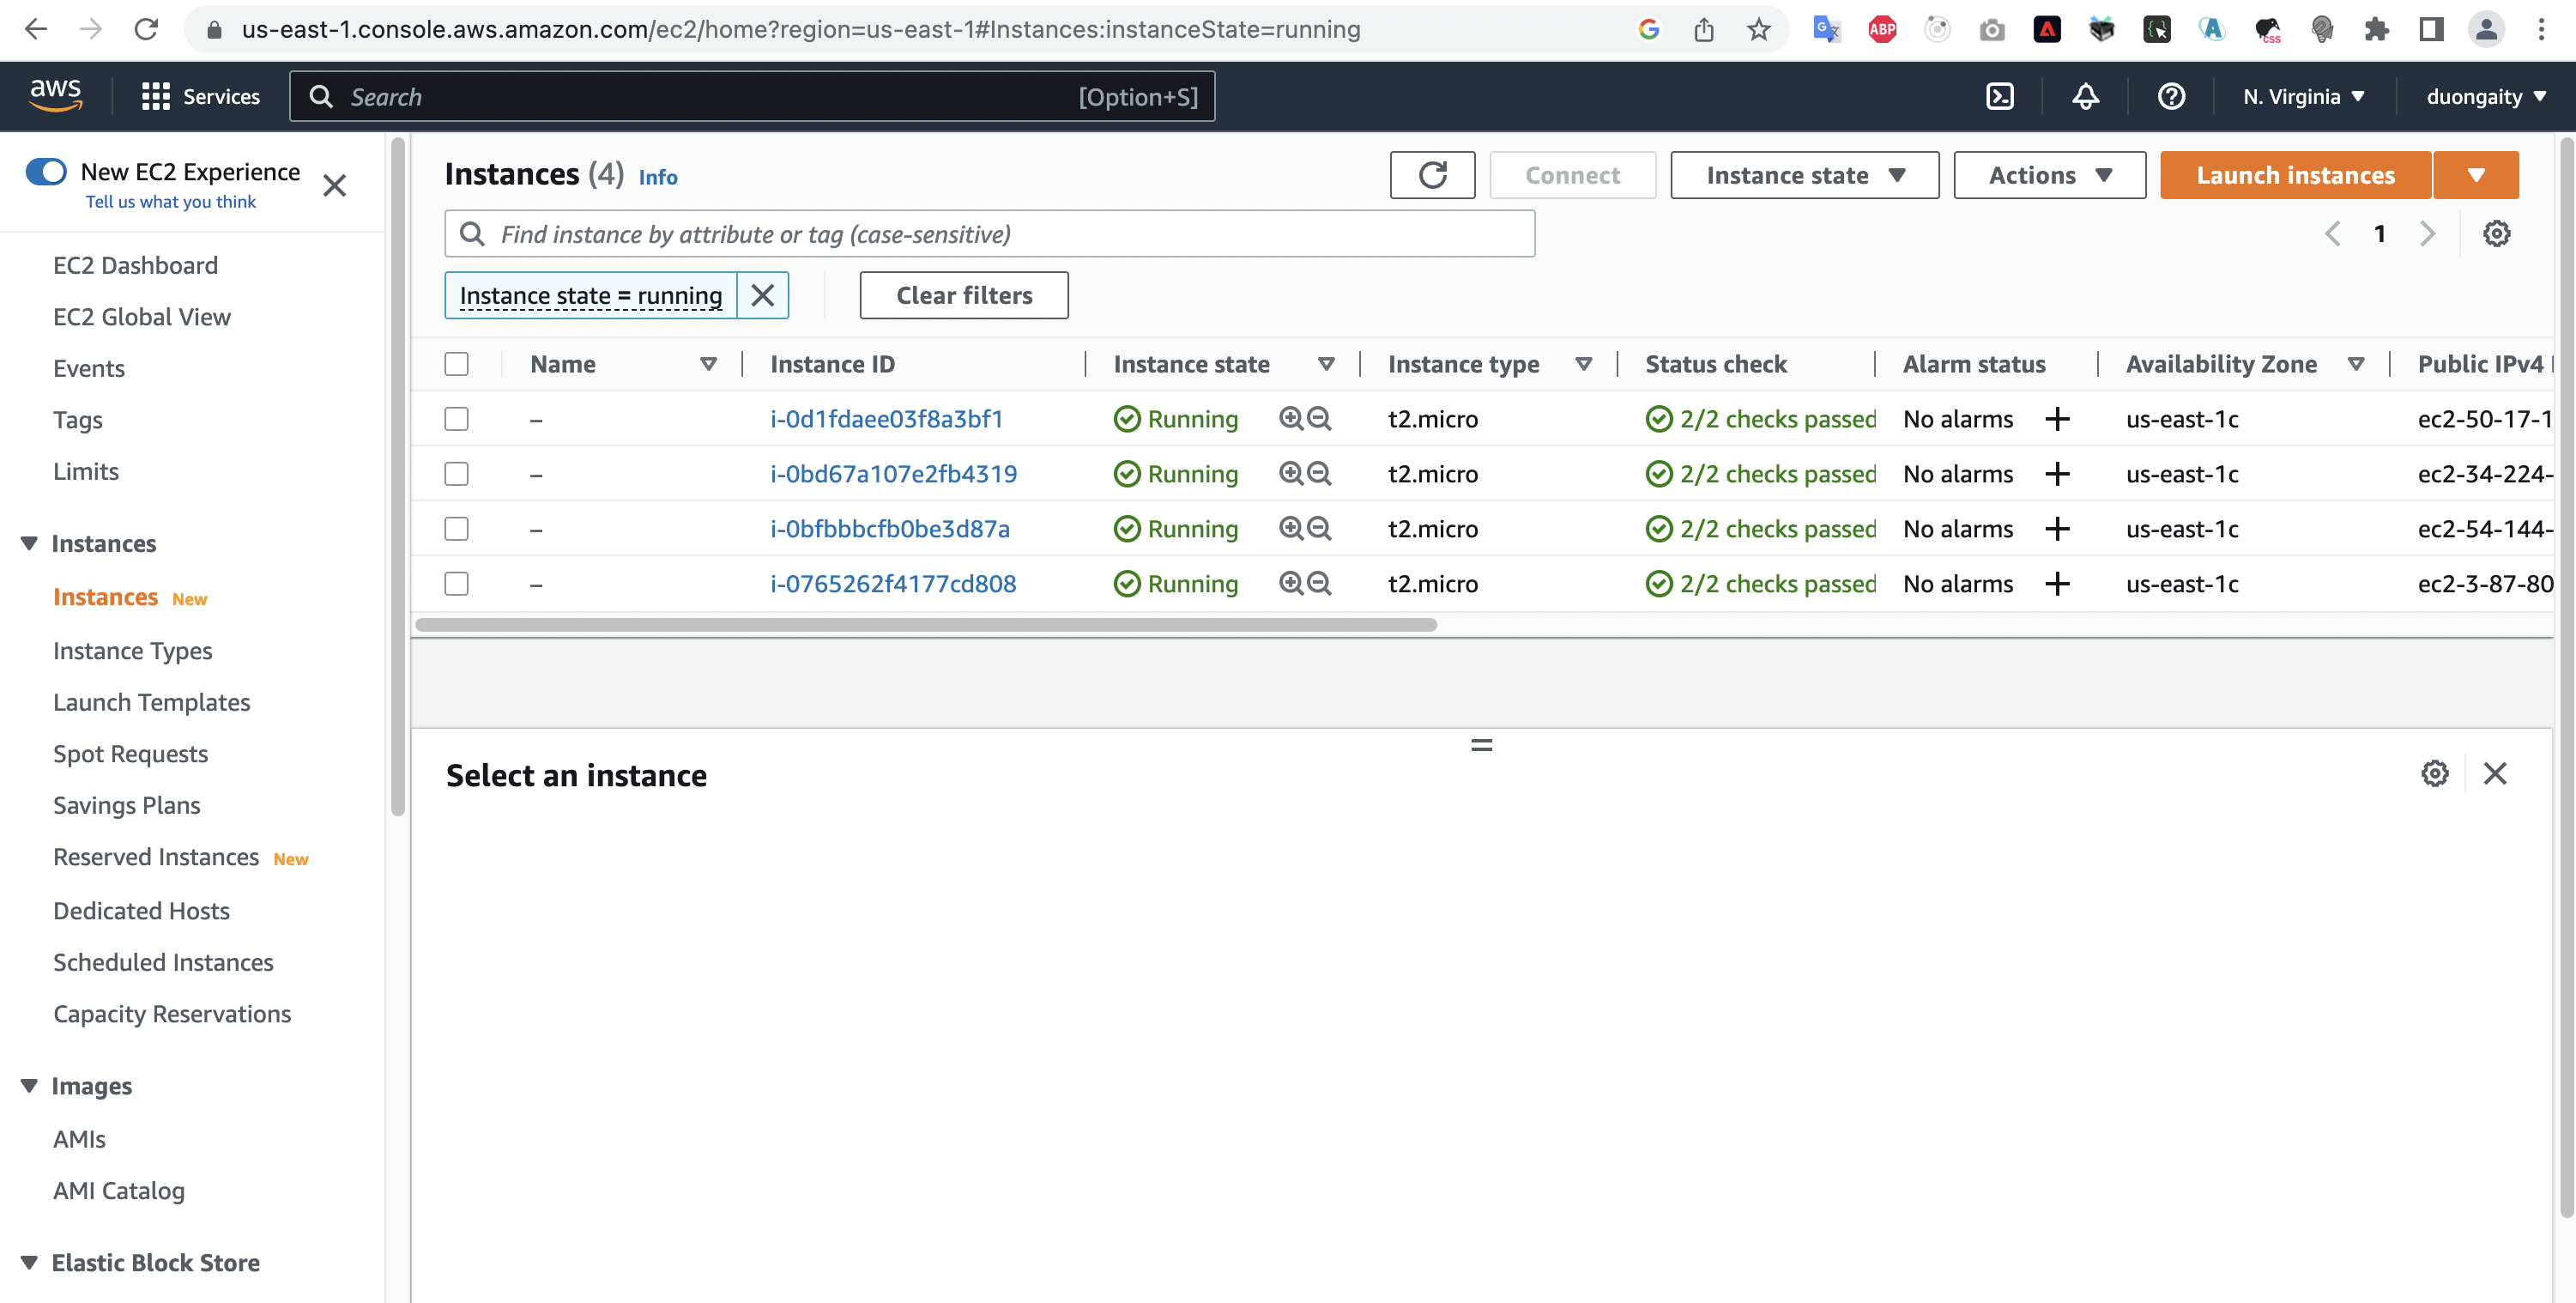 us-east-1.console.aws.amazon.com/ec2/home?region=us-east-1#Instances:instanceState=running
ABP
CSS
aws
Services
Search
[Option+S]
N. Virginia
duongaity
New EC2 Experience
Tell us what you think
EC2 Dashboard
EC2 Global View
Events
Tags
Limits
Instances
Instances New
Instance Types
Launch Templates
Spot Requests
Savings Plans
Reserved Instances New
Dedicated Hosts
Scheduled Instances
Capacity Reservations
Images
AMIs
AMI Catalog
Elastic Block Store
Instances (4) Info
Connect
Instance state
Actions
Launch instances
Find instance by attribute or tag (case-sensitive)
1
Instance state = running
Clear filters
Name Instance ID Instance state Instance type Status check Alarm status Availability Zone Public IPv4
– i-0d1fdaee03f8a3bf1 Running t2.micro 2/2 checks passed No alarms + us-east-1c ec2-50-17-1
– i-0bd67a107e2fb4319 Running t2.micro 2/2 checks passed No alarms + us-east-1c ec2-34-224-
– i-0bfbbbcfb0be3d87a Running t2.micro 2/2 checks passed No alarms + us-east-1c ec2-54-144-
– i-0765262f4177cd808 Running t2.micro 2/2 checks passed No alarms + us-east-1c ec2-3-87-80
Select an instance